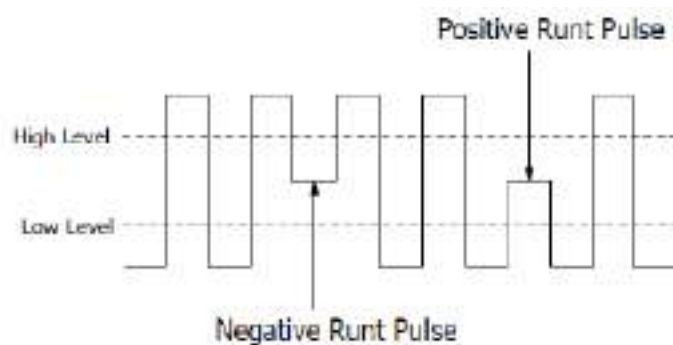 Positive Runt Pulse
High Level
Low Level
Negative Runt Pulse